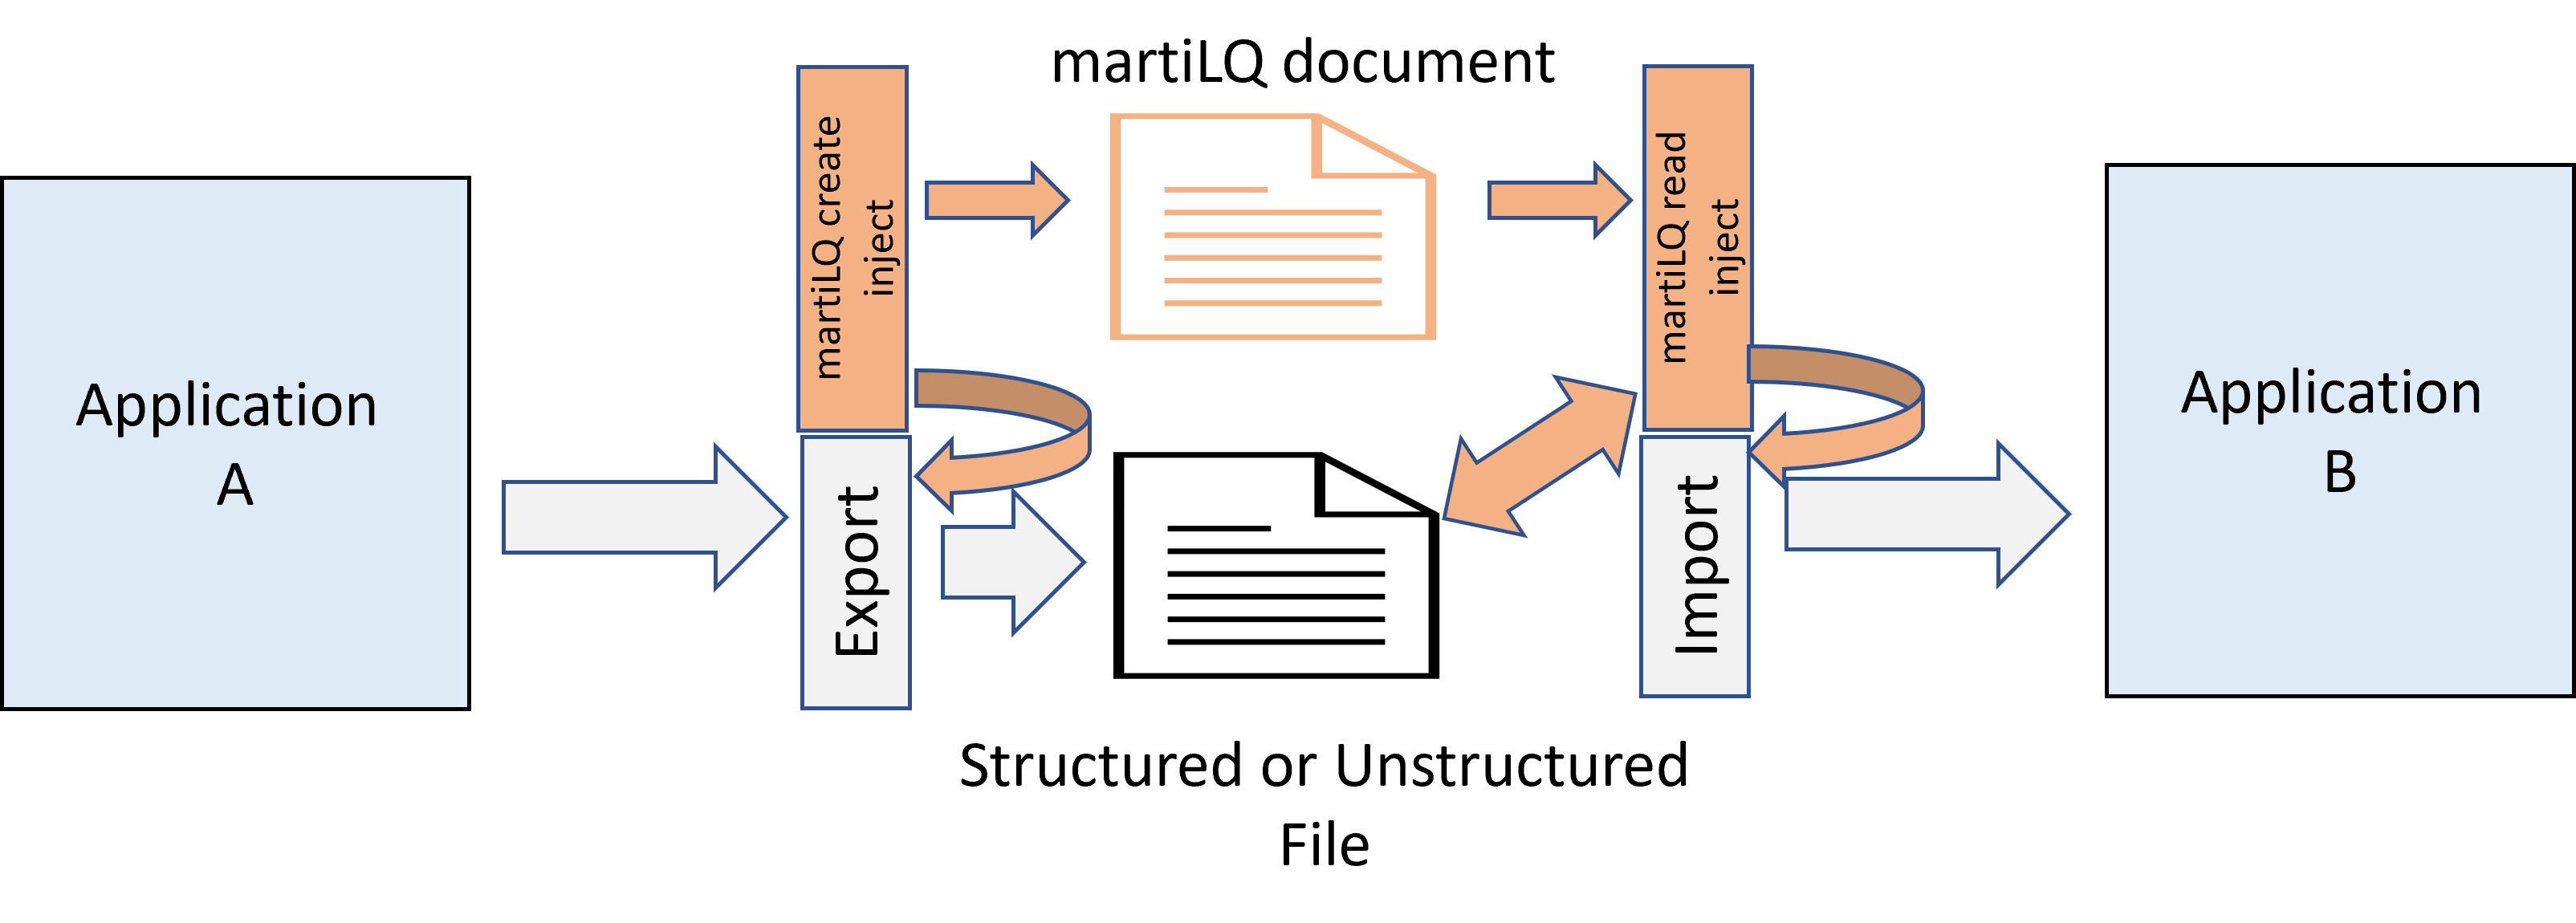 martiLQ document
martiLQ create
inject
martiLQ read
inject
Application
A
Application
B
Export
Import
Structured or Unstructured
File